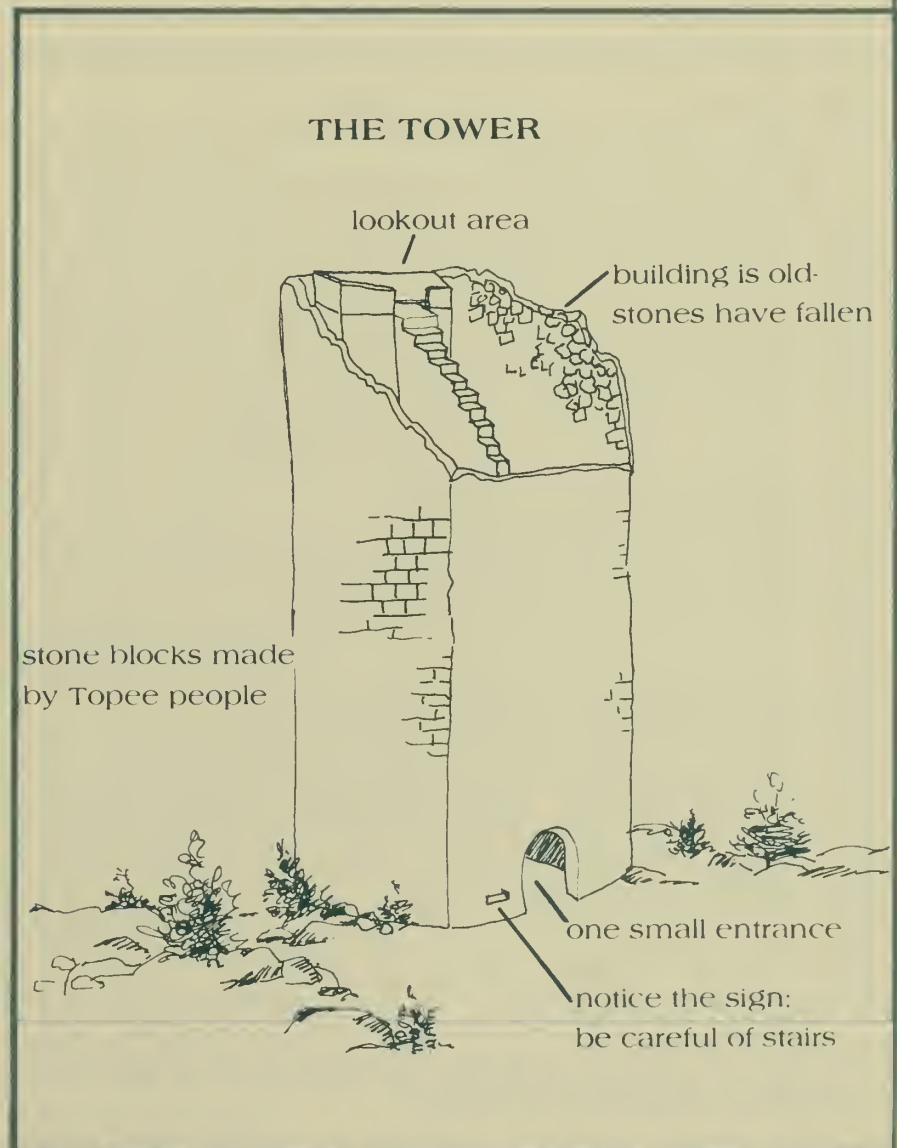 THE TOWER
lookout area
building is old-
stones have fallen
stone blocks made
by Topee people
one small entrance
notice the sign:
be careful of stairs